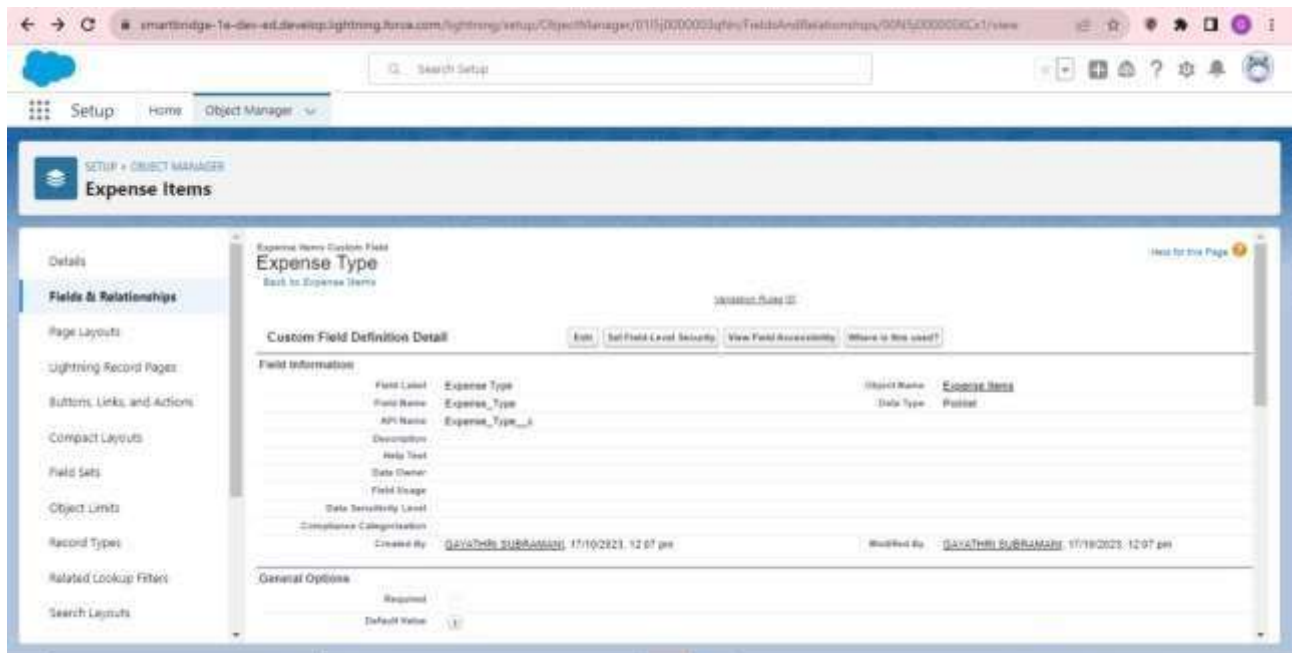 Search Setup
Setup Home Object Manager
SETUP > OBJECT MANAGER
Expense Items
Details
Fields & Relationships
Page Layouts
Lightning Record Pages
Buttons, Links, and Actions
Compact Layouts
Field Sets
Object Limits
Record Types
Related Lookup Filters
Search Layouts
Expense Items Custom Field
Expense Type
Back to Expense Items
Help for this Page
Validation Rules [0]
Custom Field Definition Detail Edit Set Field-Level Security View Field Accessibility Where is this used?
Field Information
Field Label Expense Type Object Name Expense Items
Field Name Expense_Type Data Type Picklist
API Name Expense_Type__c
Description
Help Text
Data Owner
Field Usage
Data Sensitivity Level
Compliance Categorization
Created By GAYATHRI SUBRAMANI, 17/10/2023, 12:07 pm Modified By GAYATHRI SUBRAMANI, 17/10/2023, 12:07 pm
General Options
Required
Default Value